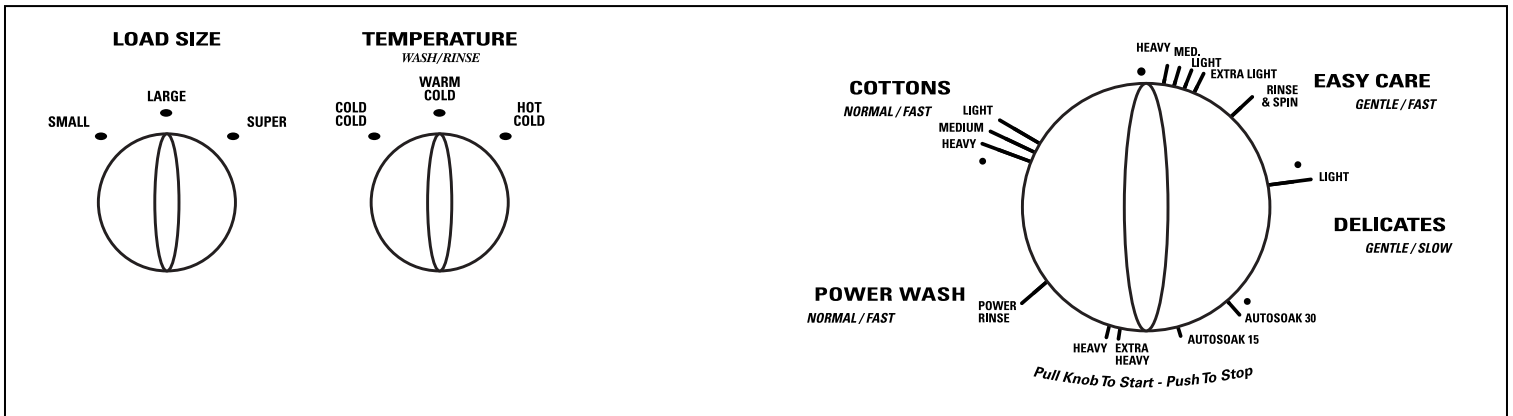 LOAD SIZE
SMALL
LARGE
SUPER
TEMPERATURE
WASH/RINSE
COLD
COLD
WARM
COLD
HOT
COLD
COTTONS
NORMAL / FAST
LIGHT
MEDIUM
HEAVY
HEAVY
MED.
LIGHT
EXTRA LIGHT
RINSE
& SPIN
EASY CARE
GENTLE / FAST
LIGHT
DELICATES
GENTLE / SLOW
AUTOSOAK 30
AUTOSOAK 15
EXTRA
HEAVY
HEAVY
POWER
RINSE
POWER WASH
NORMAL / FAST
Pull Knob To Start - Push To Stop